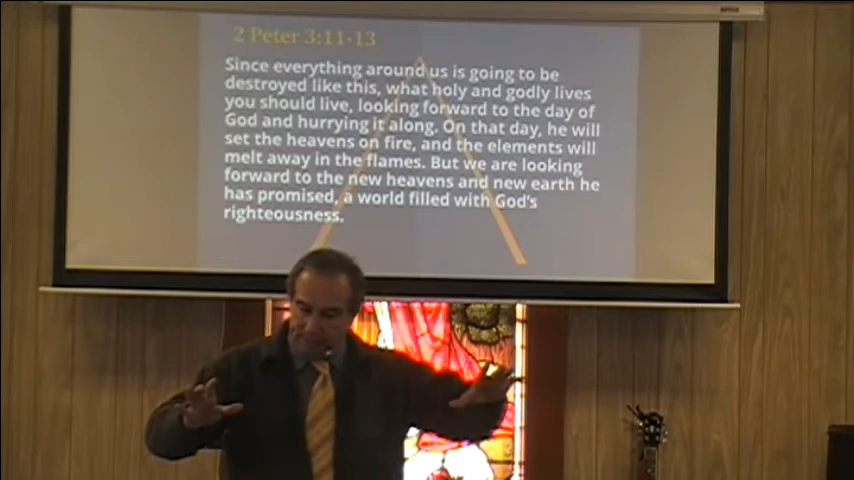 2 Peter 3:11-13
Since everything around us is going to be
destroyed like this, what holy and godly lives
you should live, looking forward to the day of
God and hurrying it along. On that day, he will
set the heavens on fire, and the elements will
melt away in the flames. But we are looking
forward to the new heavens and new earth he
has promised, a world filled with God's
righteousness.